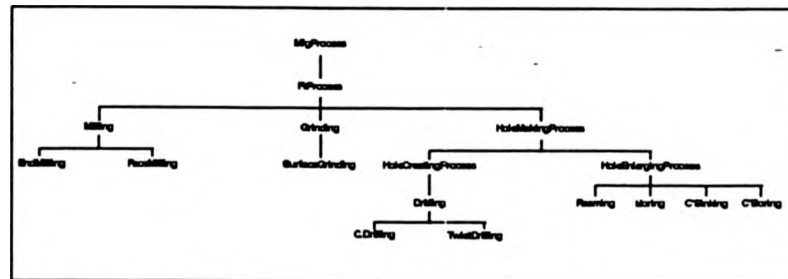 MfgProcess
PrProcess
Milling Grinding HoleMakingProcess
EndMilling FaceMilling SurfaceGrinding HoleCreatingProcess HoleEnlargingProcess
Drilling Reaming Boring C'Sinking C'Boring
C.Drilling TwistDrilling